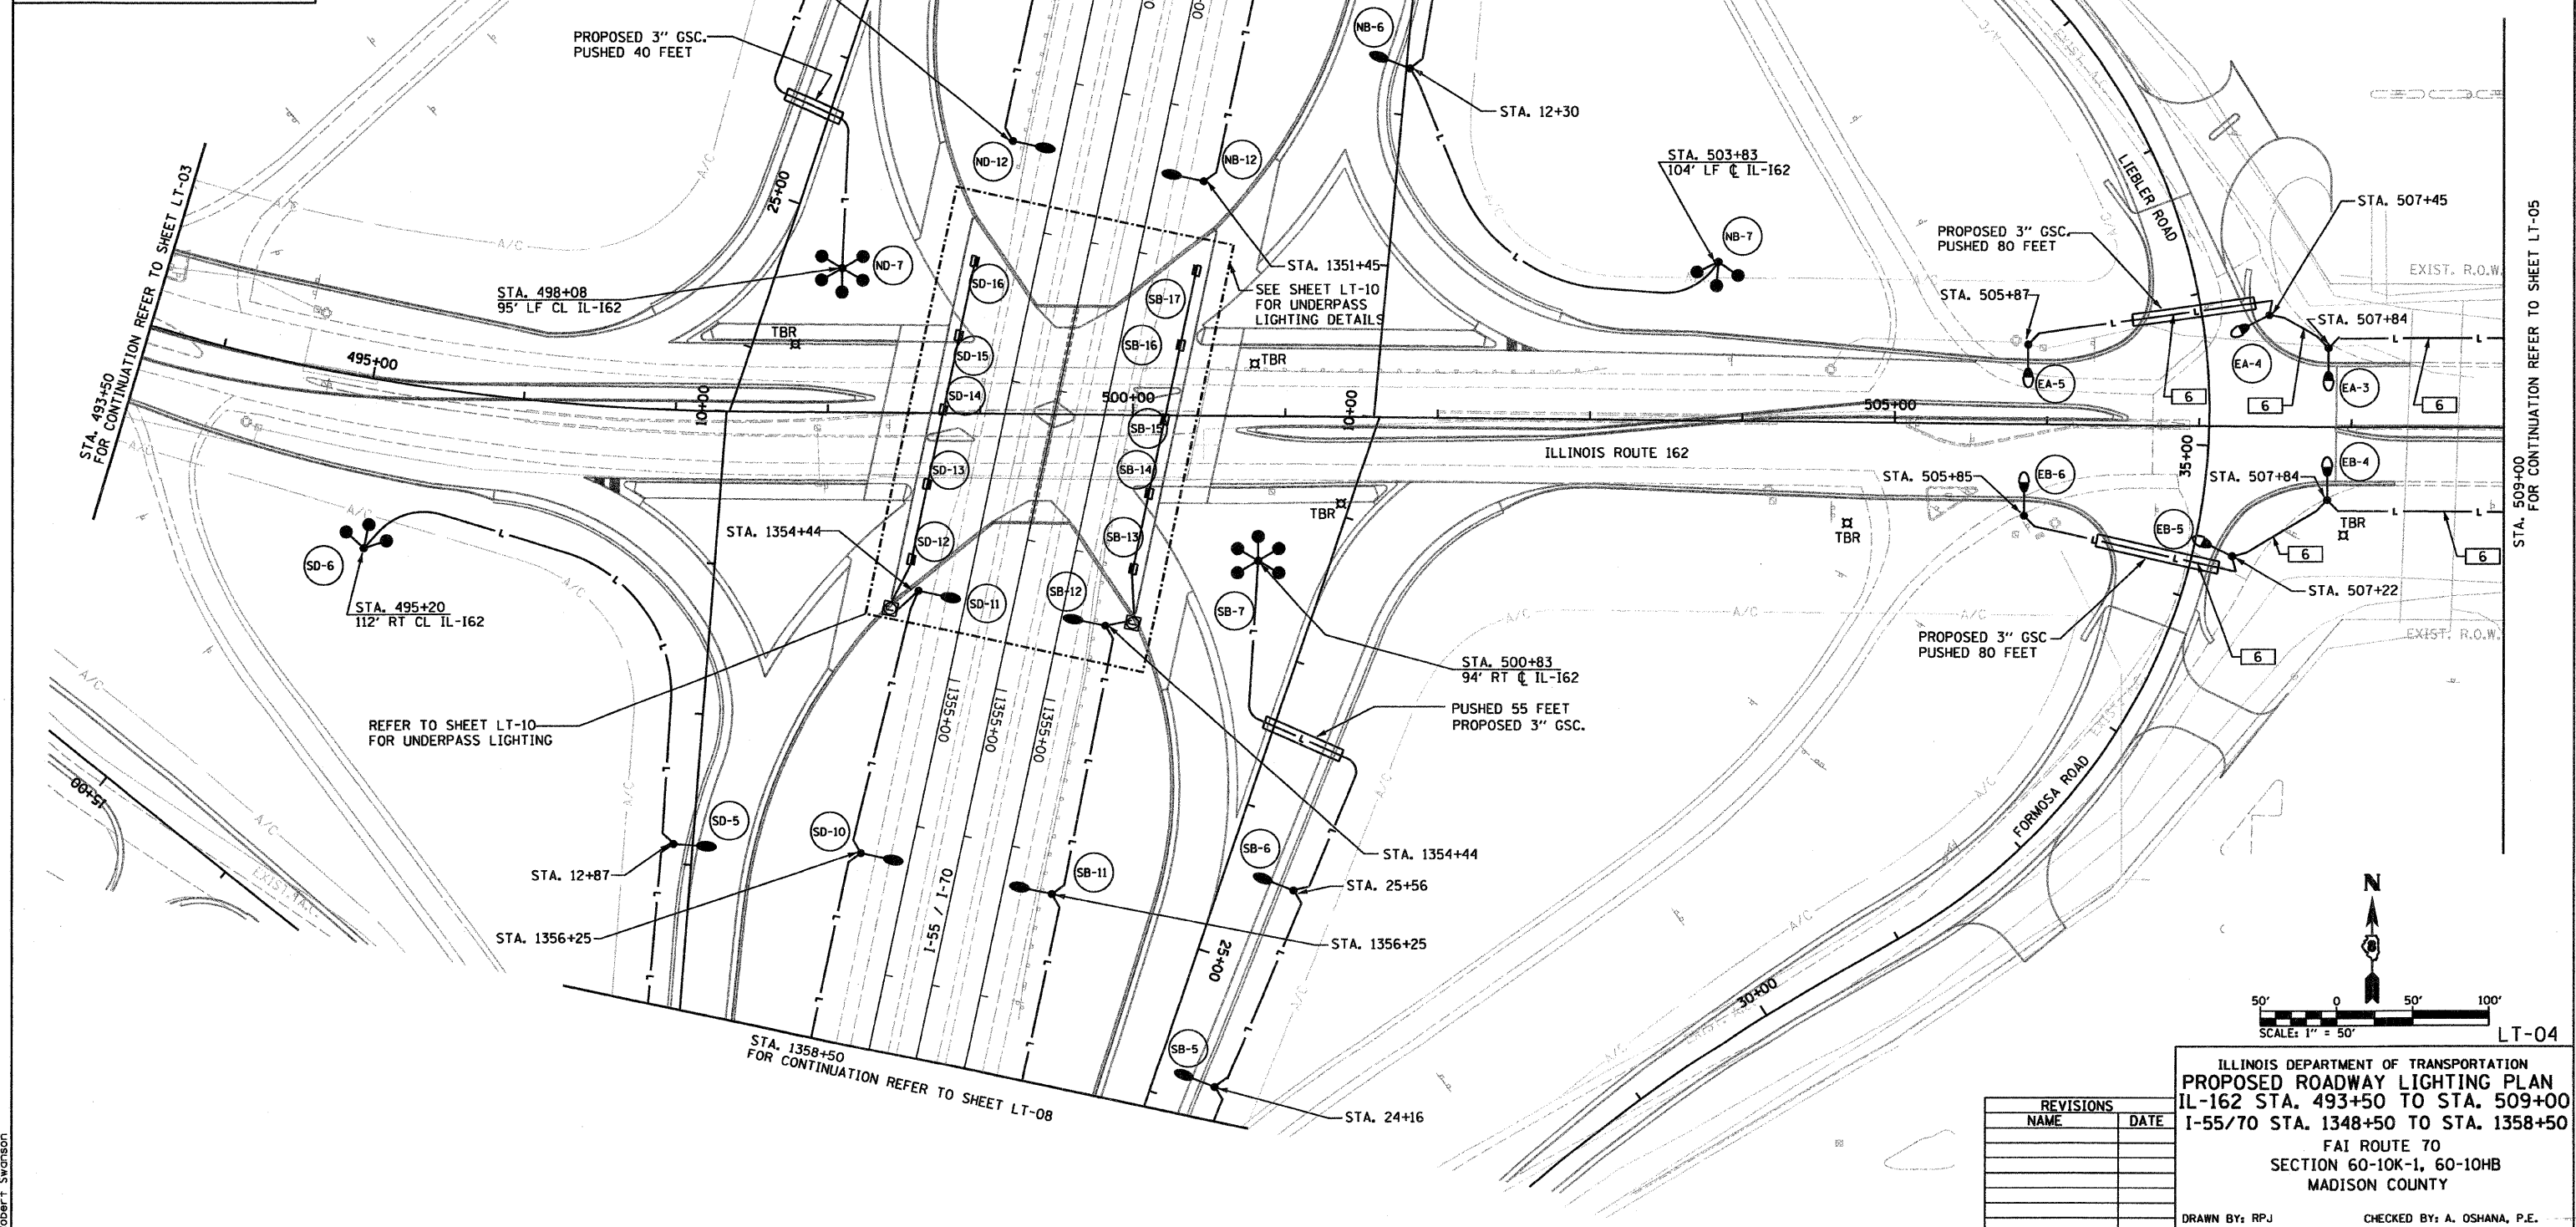 PROPOSED 3" GSC.
PUSHED 40 FEET
NB-6
STA. 12+30
ND-12
NB-12
25+00
STA. 503+83
104' LF ℄ IL-162
NB-7
LIEBLER ROAD
STA. 507+45
PROPOSED 3" GSC.
PUSHED 80 FEET
STA. 493+50
FOR CONTINUATION REFER TO SHEET LT-03
A/C
A/C
A/C
A/C
A/C
ND-7
STA. 498+08
95' LF CL IL-162
SD-16
SB-17
STA. 1351+45
SEE SHEET LT-10
FOR UNDERPASS
LIGHTING DETAILS
STA. 505+87
STA. 507+84
EXIST. R.O.W.
TBR
SD-15
SB-16
TBR
EA-5
EA-4
EA-3
6
6
6
495+00
10+00
SD-14
500+00
SB-15
10+00
505+00
ILLINOIS ROUTE 162
35+00
STA. 509+00
FOR CONTINUATION REFER TO SHEET LT-05
SD-13
SB-14
TBR
STA. 505+85
EB-6
STA. 507+84
EB-4
TBR
TBR
EB-5
6
6
STA. 1354+44
SD-12
SB-13
SD-6
STA. 495+20
112' RT CL IL-162
SD-11
SB-12
SB-7
STA. 507+22
A/C
A/C
A/C
A/C
PROPOSED 3" GSC
PUSHED 80 FEET
6
EXIST. R.O.W.
STA. 500+83
94' RT ℄ IL-162
REFER TO SHEET LT-10
FOR UNDERPASS LIGHTING
1355+00
1355+00
1355+00
PUSHED 55 FEET
PROPOSED 3" GSC.
15+00
A/C
A/C
EXIST. A.C.
SD-5
SD-10
SB-11
SB-6
STA. 1354+44
STA. 12+87
STA. 25+56
STA. 1356+25
I-55 / I-70
STA. 1356+25
25+00
FORMOSA ROAD
30+00
STA. 1358+50
FOR CONTINUATION REFER TO SHEET LT-08
SB-5
STA. 24+16
N
50' 0 50' 100'
SCALE: 1" = 50'
LT-04
REVISIONS
NAME DATE
ILLINOIS DEPARTMENT OF TRANSPORTATION
PROPOSED ROADWAY LIGHTING PLAN
IL-162 STA. 493+50 TO STA. 509+00
I-55/70 STA. 1348+50 TO STA. 1358+50
FAI ROUTE 70
SECTION 60-10K-1, 60-10HB
MADISON COUNTY
DRAWN BY: RPJ CHECKED BY: A. OSHANA, P.E.
Swanson